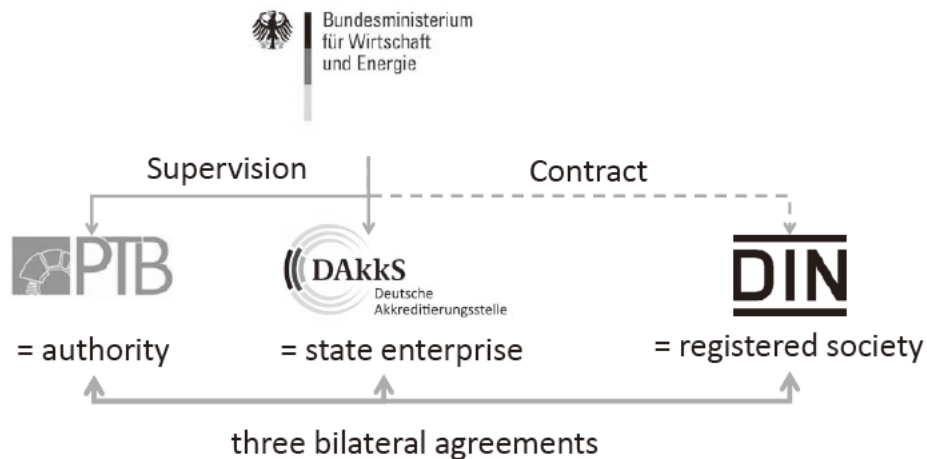 Bundesministerium
für Wirtschaft
und Energie
Supervision
Contract
PTB
DAkkS
Deutsche
Akkreditierungsstelle
DIN
= authority
= state enterprise
= registered society
three bilateral agreements